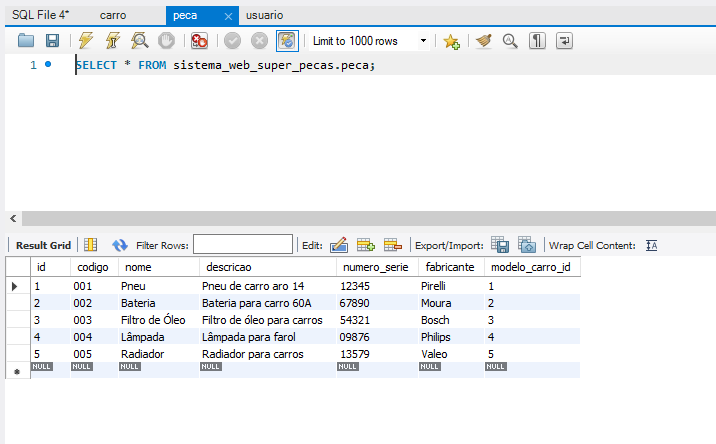 SQL File 4* carro peca × usuario
Limit to 1000 rows
1 SELECT * FROM sistema_web_super_pecas.peca;
Result Grid Filter Rows: Edit: Export/Import: Wrap Cell Content:
id codigo nome descricao numero_serie fabricante modelo_carro_id
1 001 Pneu Pneu de carro aro 14 12345 Pirelli 1
2 002 Bateria Bateria para carro 60A 67890 Moura 2
3 003 Filtro de Óleo Filtro de óleo para carros 54321 Bosch 3
4 004 Lâmpada Lâmpada para farol 09876 Philips 4
5 005 Radiador Radiador para carros 13579 Valeo 5
NULL NULL NULL NULL NULL NULL NULL